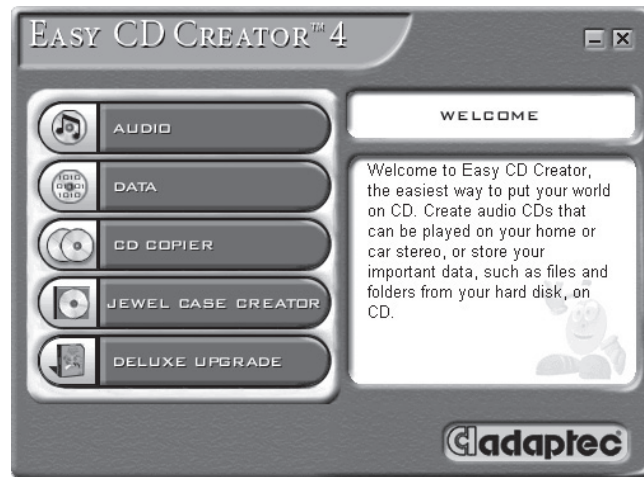 EASY CD CREATOR™ 4
AUDIO
DATA
CD COPIER
JEWEL CASE CREATOR
DELUXE UPGRADE
WELCOME
Welcome to Easy CD Creator,
the easiest way to put your world
on CD. Create audio CDs that
can be played on your home or
car stereo, or store your
important data, such as files and
folders from your hard disk, on
CD.
adaptec